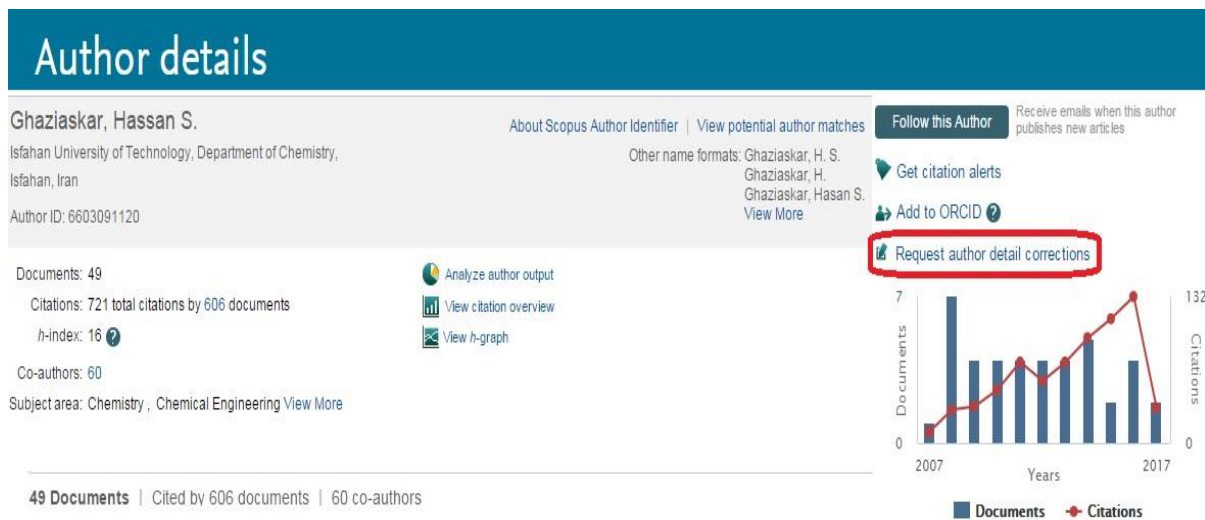 Author details
Ghaziaskar, Hassan S.
Isfahan University of Technology, Department of Chemistry,
Isfahan, Iran
Author ID: 6603091120
About Scopus Author Identifier | View potential author matches
Other name formats: Ghaziaskar, H. S.
Ghaziaskar, H.
Ghaziaskar, Hasan S.
View More
Follow this Author
Receive emails when this author
publishes new articles
Get citation alerts
Add to ORCID ?
Request author detail corrections
Documents: 49
Citations: 721 total citations by 606 documents
h-index: 16 ?
Co-authors: 60
Subject area: Chemistry , Chemical Engineering View More
Analyze author output
View citation overview
View h-graph
7
132
Documents
Citations
0
0
2007
2017
Years
Documents
Citations
49 Documents | Cited by 606 documents | 60 co-authors